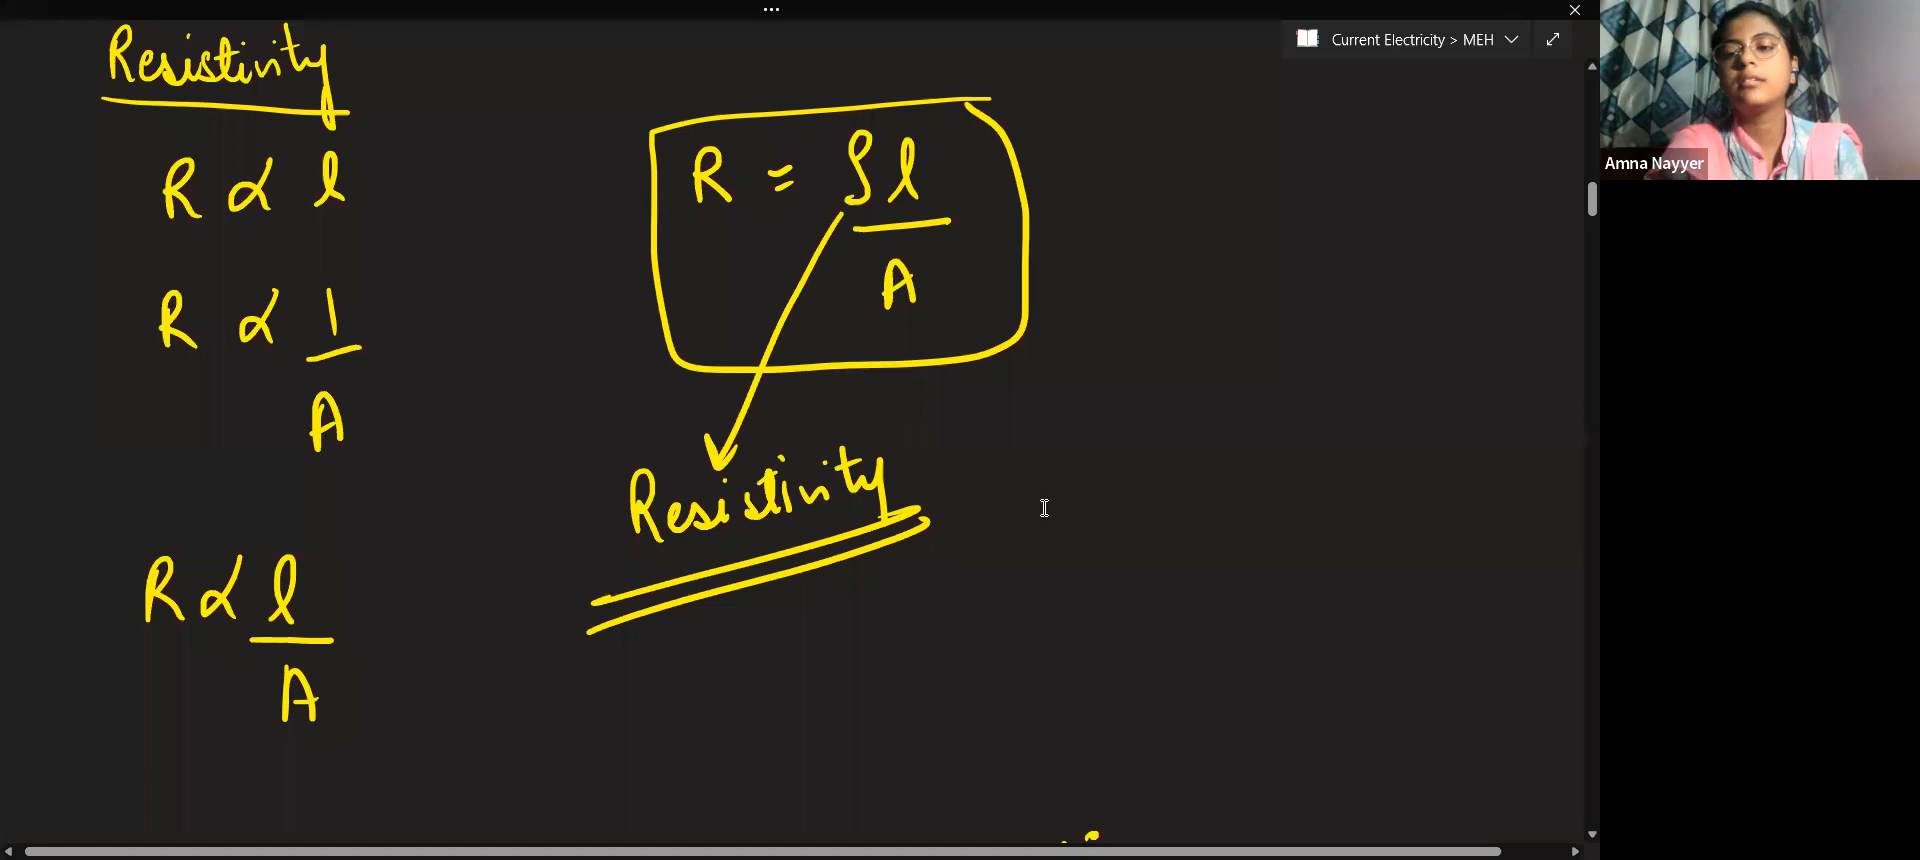 Current Electricity > MEH
Amna Nayyer
Resistivity
R ∝ l
R ∝ 1
A
R ∝ l
A
R = ρl
A
Resistivity